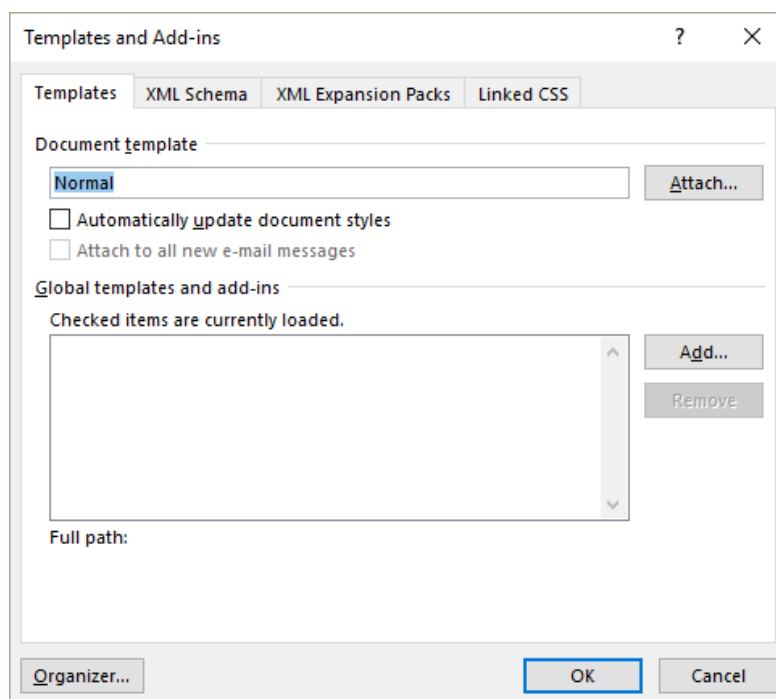 Templates and Add-ins ?
Templates XML Schema XML Expansion Packs Linked CSS
Document template
Normal Attach...
Automatically update document styles
Attach to all new e-mail messages
Global templates and add-ins
Checked items are currently loaded.
Add...
Remove
Full path:
Organizer... OK Cancel